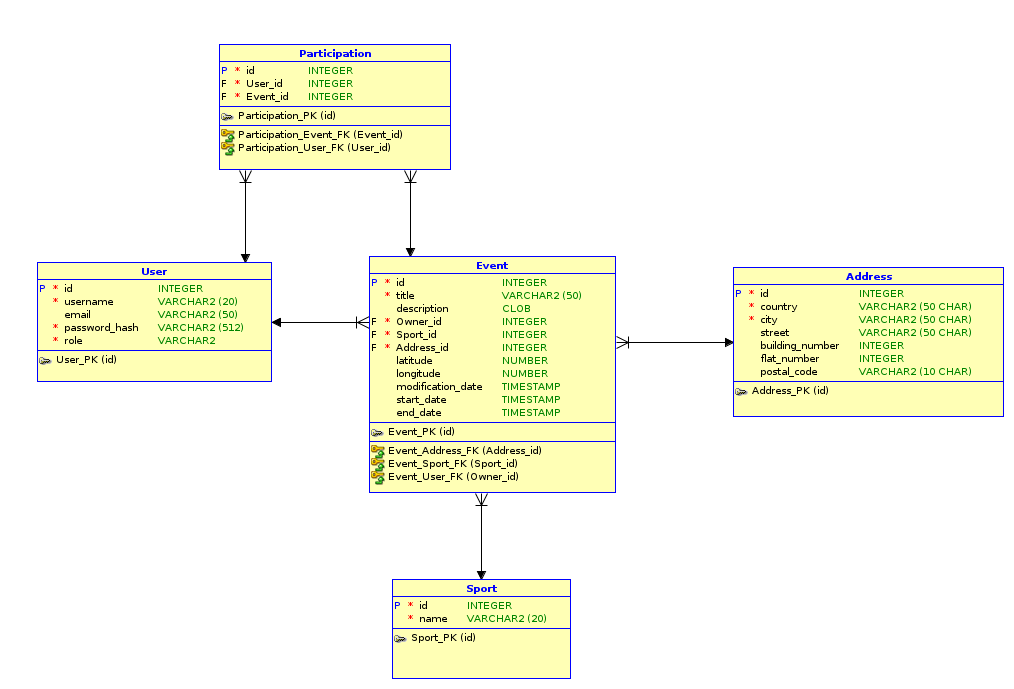 Participation
P * id INTEGER
F * User_id INTEGER
F * Event_id INTEGER
Participation_PK (id)
Participation_Event_FK (Event_id)
Participation_User_FK (User_id)
User
P * id INTEGER
* username VARCHAR2 (20)
email VARCHAR2 (50)
* password_hash VARCHAR2 (512)
* role VARCHAR2
User_PK (id)
Event
P * id INTEGER
* title VARCHAR2 (50)
description CLOB
F * Owner_id INTEGER
F * Sport_id INTEGER
F * Address_id INTEGER
latitude NUMBER
longitude NUMBER
modification_date TIMESTAMP
start_date TIMESTAMP
end_date TIMESTAMP
Event_PK (id)
Event_Address_FK (Address_id)
Event_Sport_FK (Sport_id)
Event_User_FK (Owner_id)
Address
P * id INTEGER
* country VARCHAR2 (50 CHAR)
* city VARCHAR2 (50 CHAR)
street VARCHAR2 (50 CHAR)
building_number INTEGER
flat_number INTEGER
postal_code VARCHAR2 (10 CHAR)
Address_PK (id)
Sport
P * id INTEGER
* name VARCHAR2 (20)
Sport_PK (id)